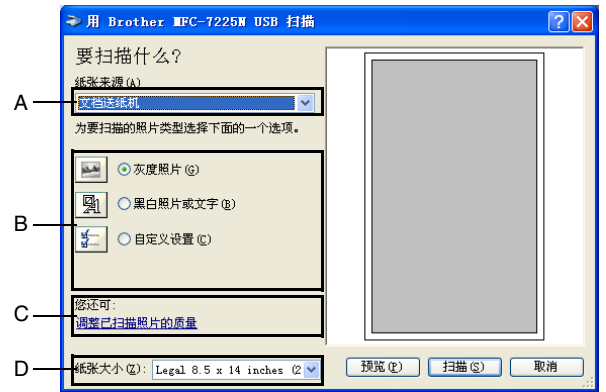 用 Brother MFC-7225N USB 扫描
要扫描什么?
纸张来源(A)
A
文档送纸机
为要扫描的照片类型选择下面的一个选项。
灰度照片(G)
黑白照片或文字(B)
B
自定义设置(C)
C
您还可:
调整已扫描照片的质量
D
纸张大小(Z):
Legal 8.5 x 14 inches (2
预览(P)
扫描(S)
取消